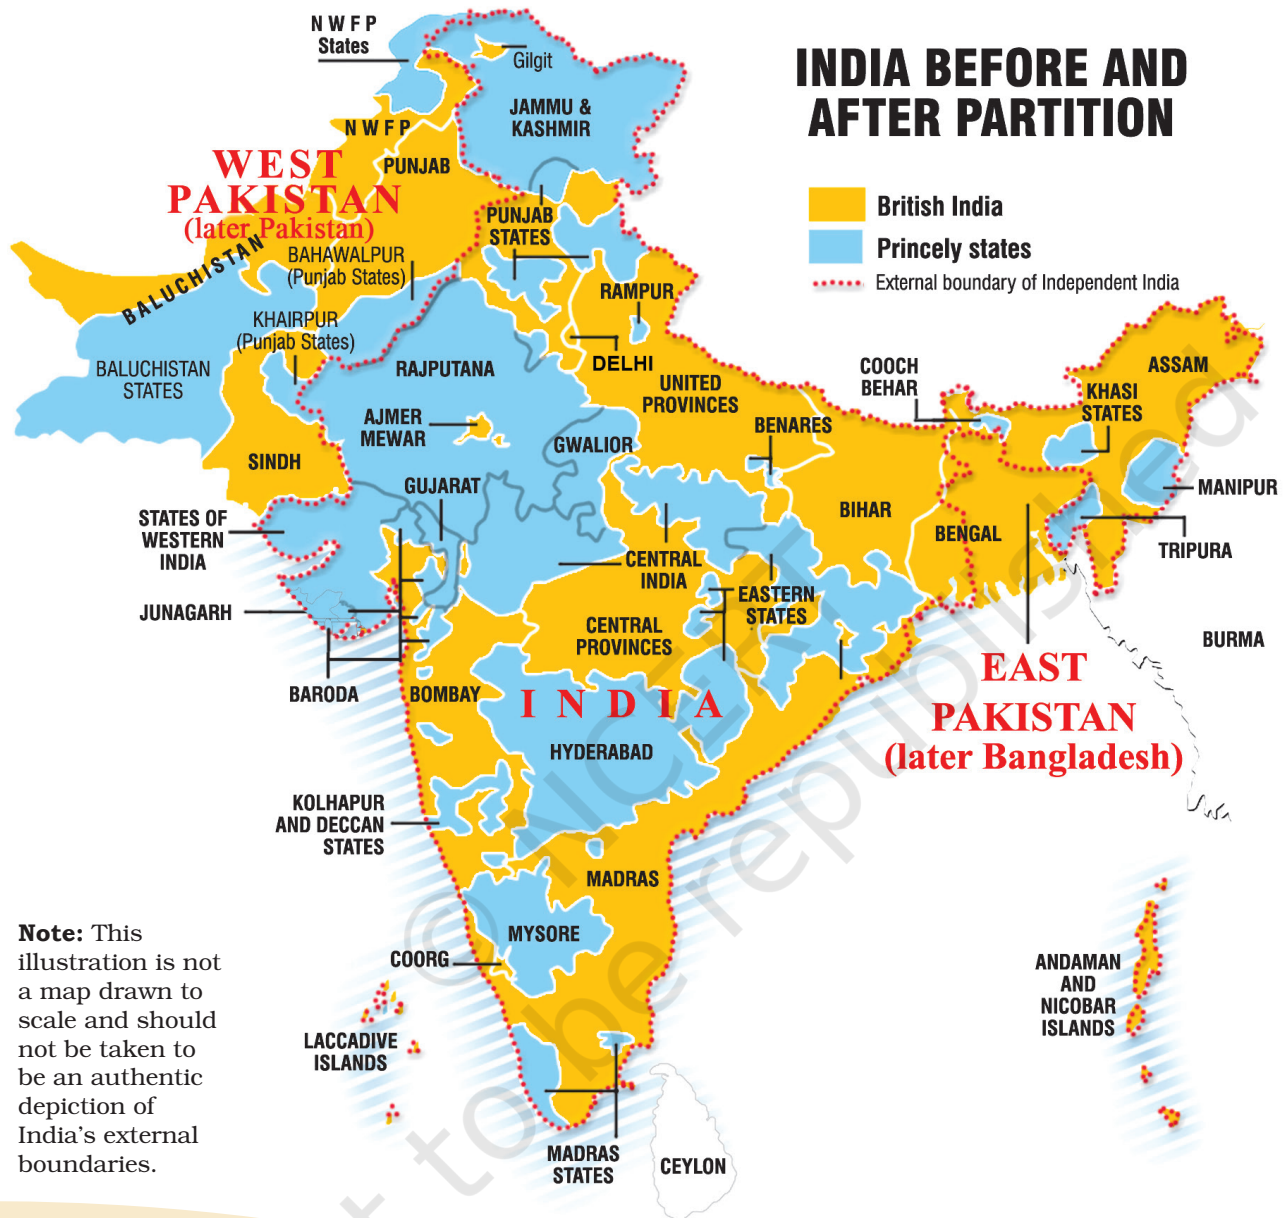 INDIA BEFORE AND
AFTER PARTITION
British India
Princely states
External boundary of Independent India
N W F P
States
Gilgit
JAMMU &
KASHMIR
N W F P
PUNJAB
WEST
PAKISTAN
(later Pakistan)
PUNJAB
STATES
BALUCHISTAN
BAHAWALPUR
(Punjab States)
RAMPUR
KHAIRPUR
(Punjab States)
DELHI
BALUCHISTAN
STATES
RAJPUTANA
UNITED
PROVINCES
COOCH
BEHAR
ASSAM
KHASI
STATES
AJMER
MEWAR
GWALIOR
BENARES
SINDH
GUJARAT
MANIPUR
STATES OF
WESTERN
INDIA
BIHAR
BENGAL
TRIPURA
CENTRAL
INDIA
EASTERN
STATES
JUNAGARH
CENTRAL
PROVINCES
BURMA
EAST
PAKISTAN
(later Bangladesh)
BARODA
BOMBAY
INDIA
HYDERABAD
KOLHAPUR
AND DECCAN
STATES
MADRAS
MYSORE
COORG
Note: This
illustration is not
a map drawn to
scale and should
not be taken to
be an authentic
depiction of
India's external
boundaries.
LACCADIVE
ISLANDS
ANDAMAN
AND
NICOBAR
ISLANDS
MADRAS
STATES
CEYLON
© NCERT
t to be republished